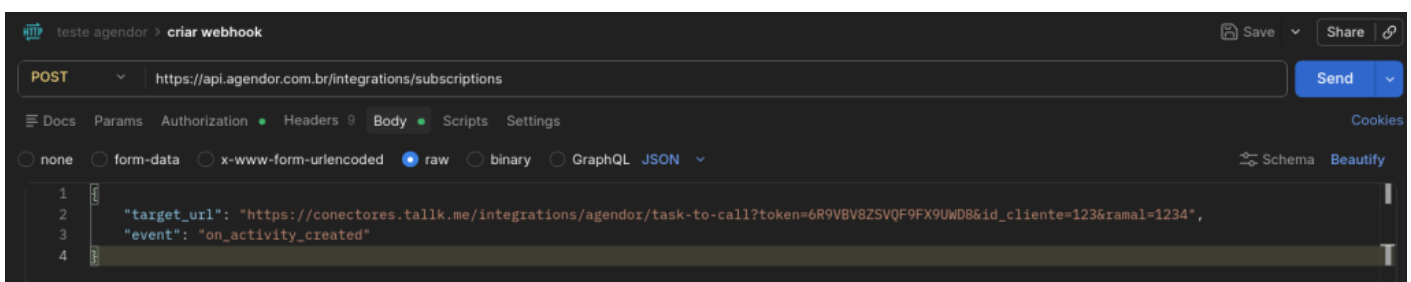 HTTP teste agendor > criar webhook Save Share
POST https://api.agendor.com.br/integrations/subscriptions Send
Docs Params Authorization Headers 9 Body Scripts Settings Cookies
none form-data x-www-form-urlencoded raw binary GraphQL JSON Schema Beautify
1 {
2 "target_url": "https://conectores.tallk.me/integrations/agendor/task-to-call?token=6R9VBV8ZSVQF9FX9UWD8&id_cliente=123&ramal=1234",
3 "event": "on_activity_created"
4 }